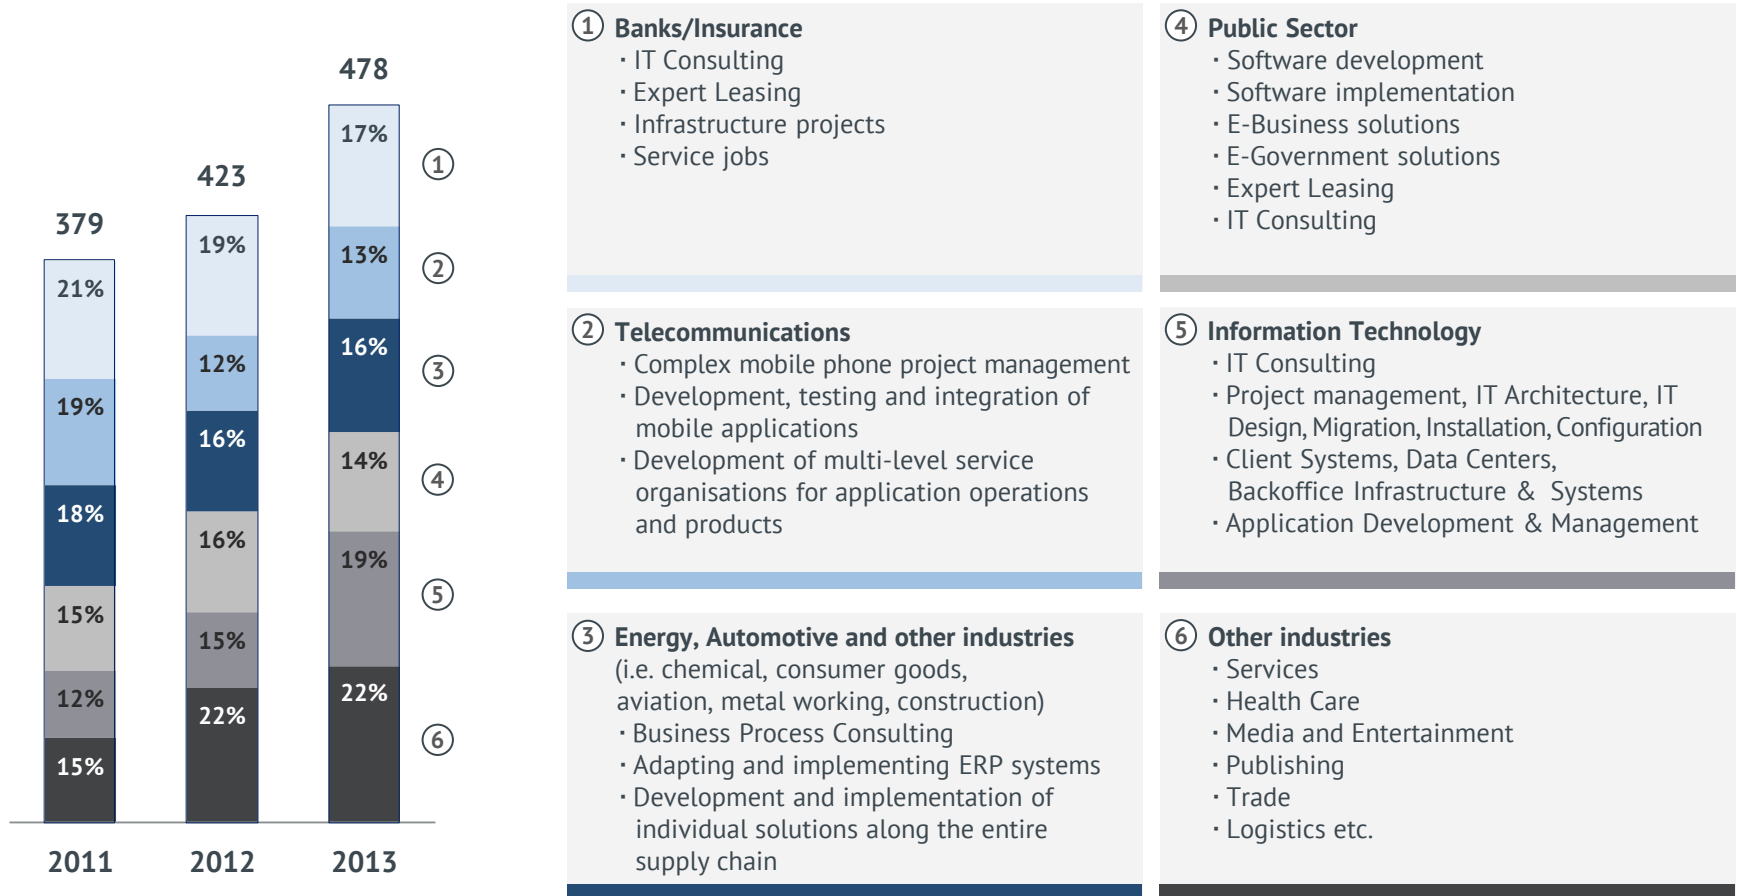 379
21%
19%
18%
15%
12%
15%
423
19%
12%
16%
16%
15%
22%
478
17%
13%
16%
14%
19%
22%
1
2
3
4
5
6
2011 2012 2013
1 Banks/Insurance
· IT Consulting
· Expert Leasing
· Infrastructure projects
· Service jobs
2 Telecommunications
· Complex mobile phone project management
· Development, testing and integration of
mobile applications
· Development of multi-level service
organisations for application operations
and products
3 Energy, Automotive and other industries
(i.e. chemical, consumer goods,
aviation, metal working, construction)
· Business Process Consulting
· Adapting and implementing ERP systems
· Development and implementation of
individual solutions along the entire
supply chain
4 Public Sector
· Software development
· Software implementation
· E-Business solutions
· E-Government solutions
· Expert Leasing
· IT Consulting
5 Information Technology
· IT Consulting
· Project management, IT Architecture, IT
Design, Migration, Installation, Configuration
· Client Systems, Data Centers,
Backoffice Infrastructure & Systems
· Application Development & Management
6 Other industries
· Services
· Health Care
· Media and Entertainment
· Publishing
· Trade
· Logistics etc.